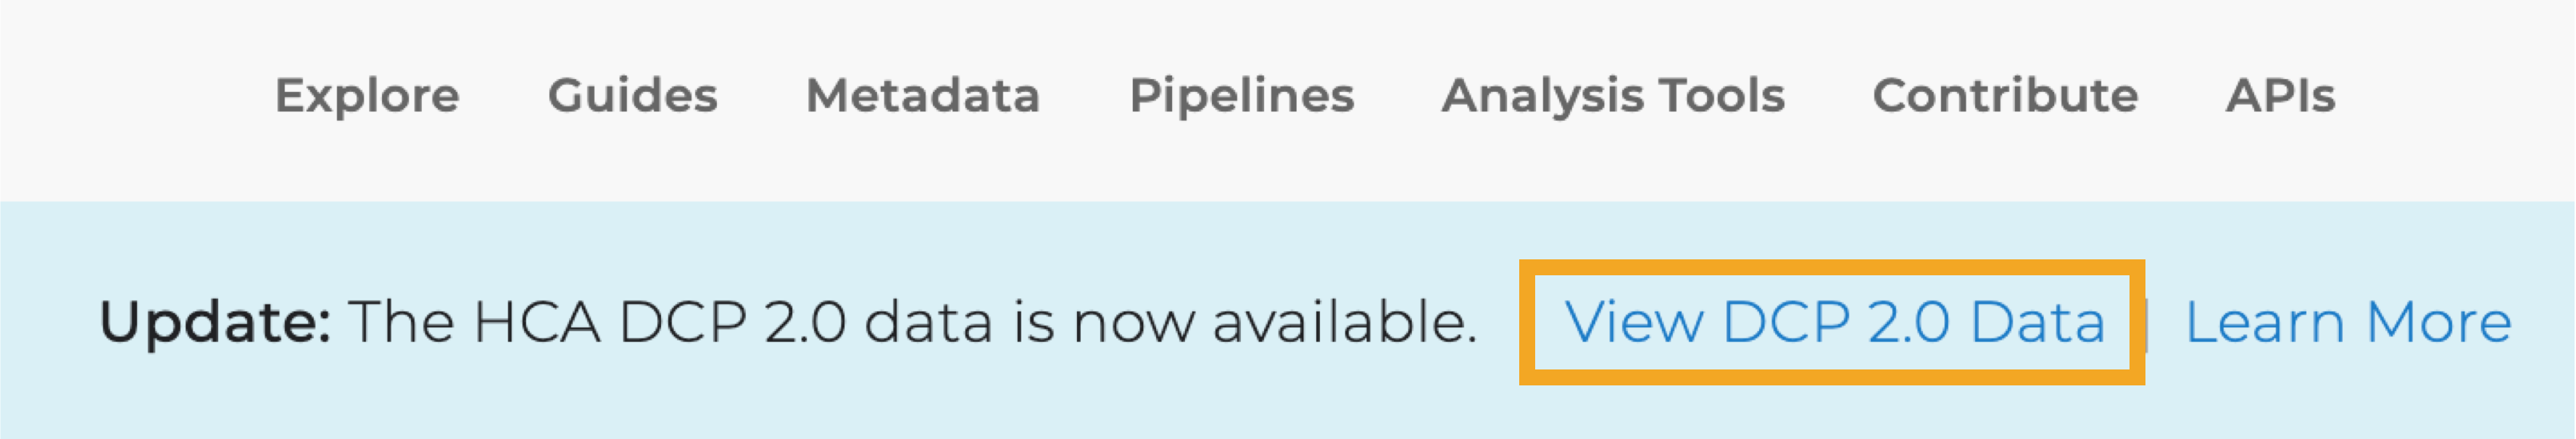 Explore Guides Metadata Pipelines Analysis Tools Contribute APIs
Update: The HCA DCP 2.0 data is now available. View DCP 2.0 Data | Learn More